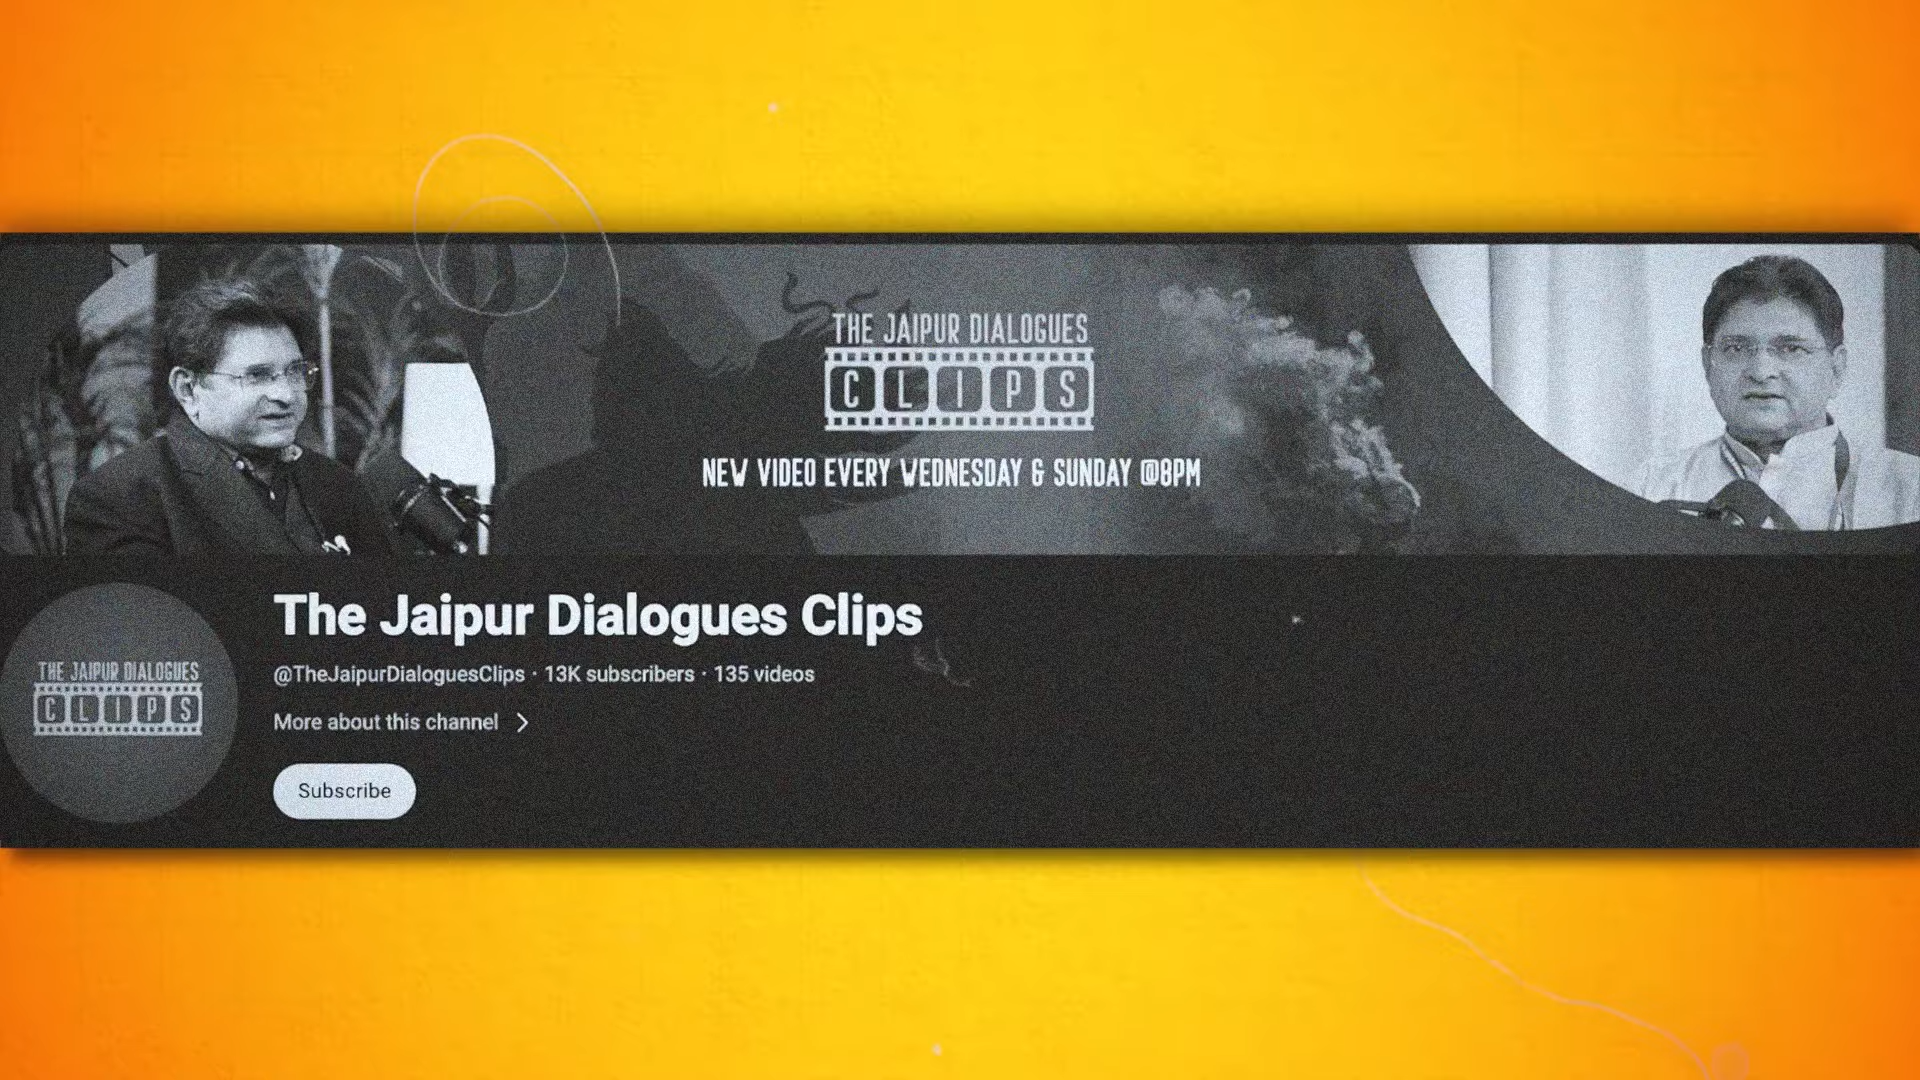 THE JAIPUR DIALOGUES
CLIPS
NEW VIDEO EVERY WEDNESDAY & SUNDAY @8PM
The Jaipur Dialogues Clips
THE JAIPUR DIALOGUES
CLIPS
@TheJaipurDialoguesClips · 13K subscribers · 135 videos
More about this channel >
Subscribe